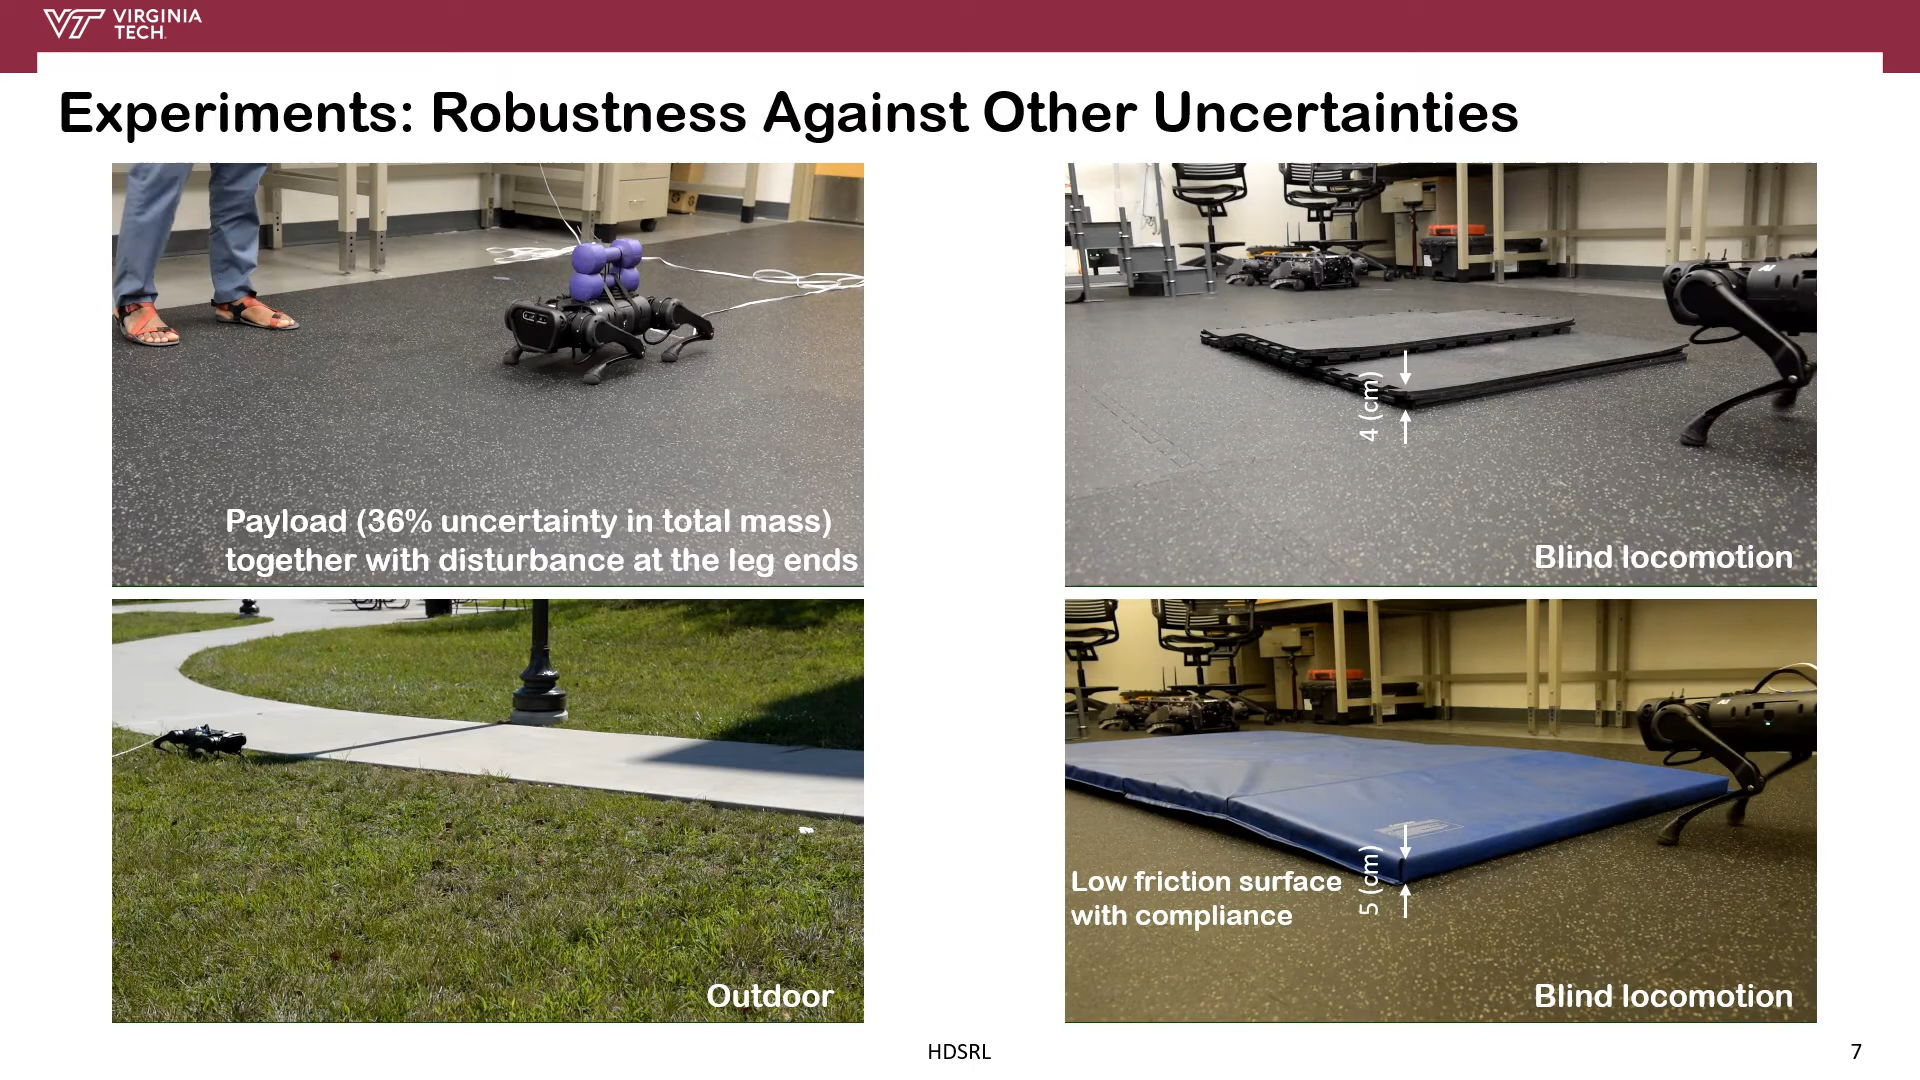 VIRGINIA
TECH
Experiments: Robustness Against Other Uncertainties
Payload (36% uncertainty in total mass)
together with disturbance at the leg ends
4 (cm)
Blind locomotion
Outdoor
Low friction surface
with compliance
5 (cm)
Blind locomotion
HDSRL
7